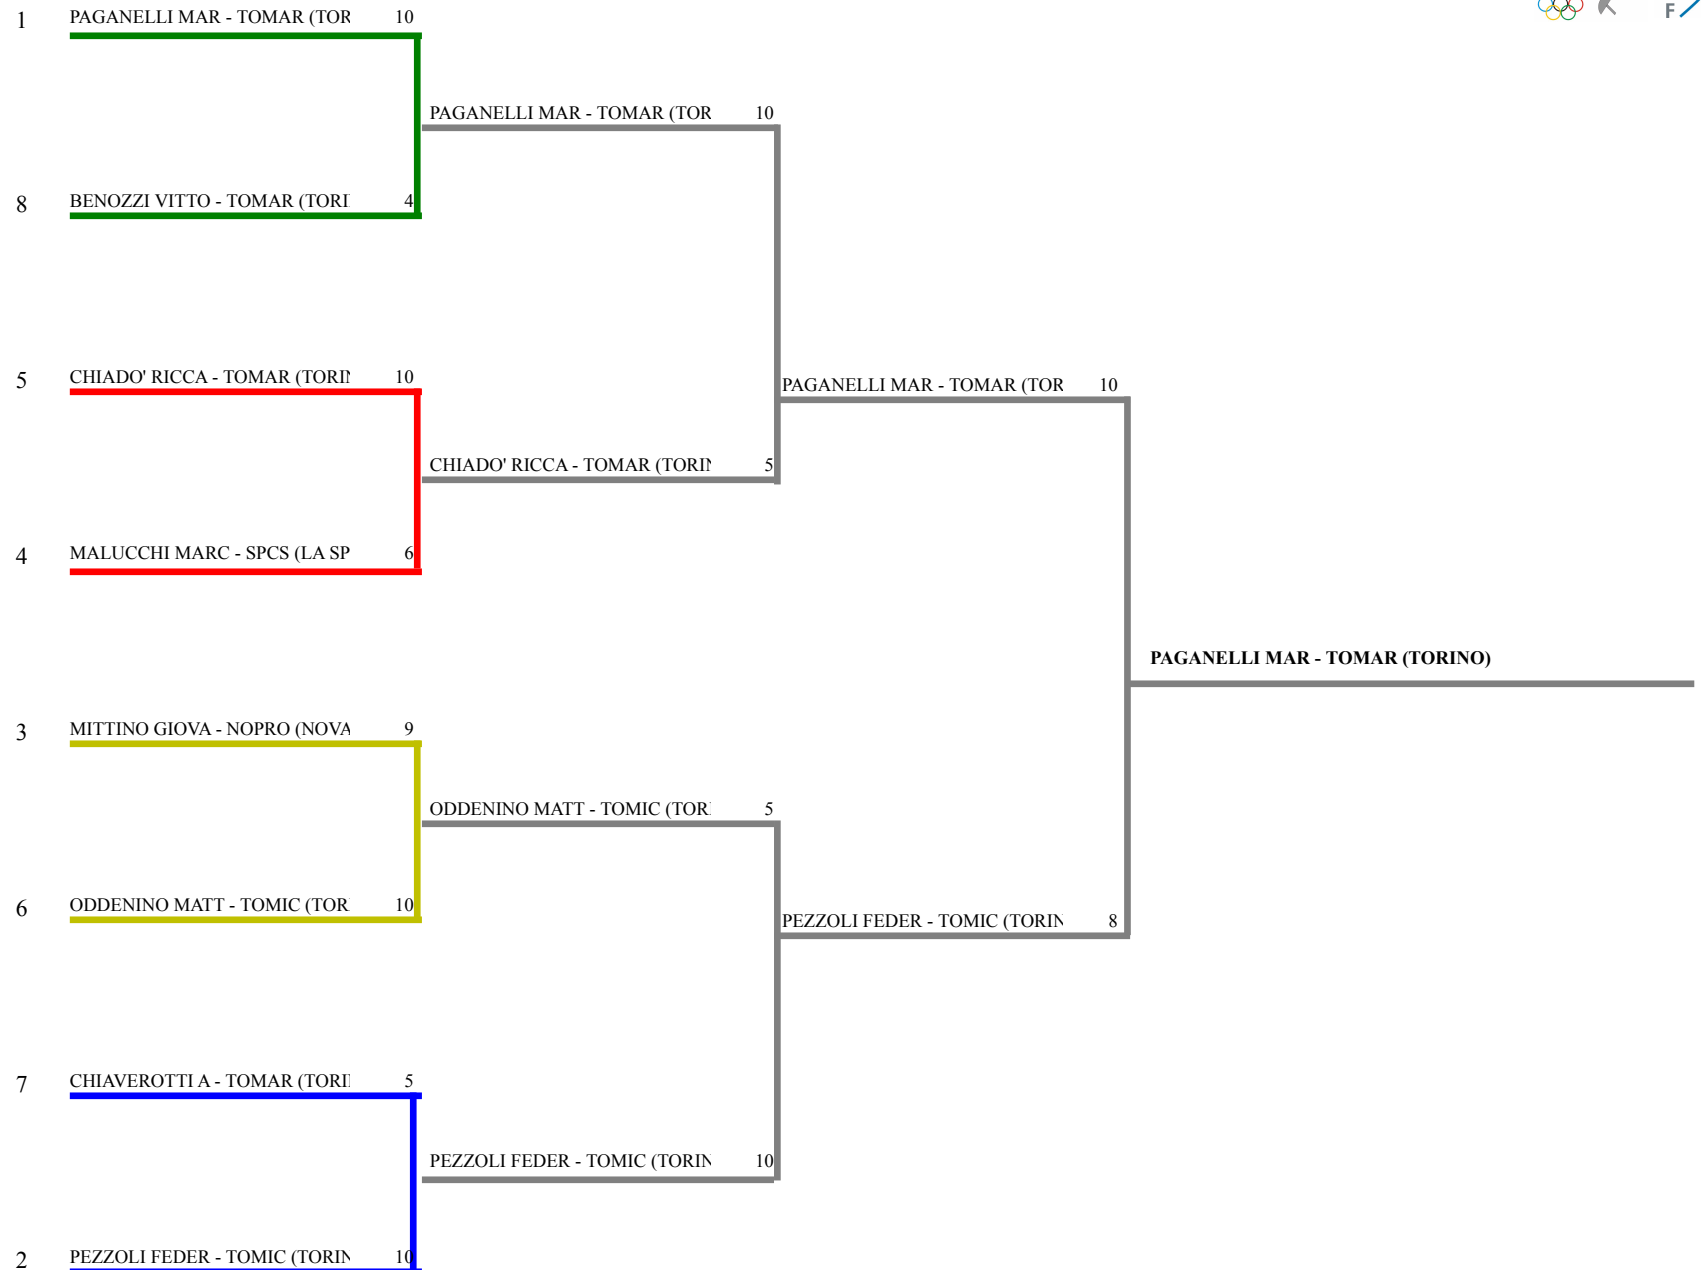 1 PAGANELLI MAR - TOMAR (TOR 10
F
PAGANELLI MAR - TOMAR (TOR 10
8 BENOZZI VITTO - TOMAR (TORI 4
5 CHIADO' RICCA - TOMAR (TORIN 10
PAGANELLI MAR - TOMAR (TOR 10
CHIADO' RICCA - TOMAR (TORIN 5
4 MALUCCHI MARC - SPCS (LA SP 6
PAGANELLI MAR - TOMAR (TORINO)
3 MITTINO GIOVA - NOPRO (NOVA 9
ODDENINO MATT - TOMIC (TOR 5
6 ODDENINO MATT - TOMIC (TOR 10
PEZZOLI FEDER - TOMIC (TORIN 8
7 CHIAVEROTTI A - TOMAR (TORI 5
PEZZOLI FEDER - TOMIC (TORIN 10
2 PEZZOLI FEDER - TOMIC (TORIN 10